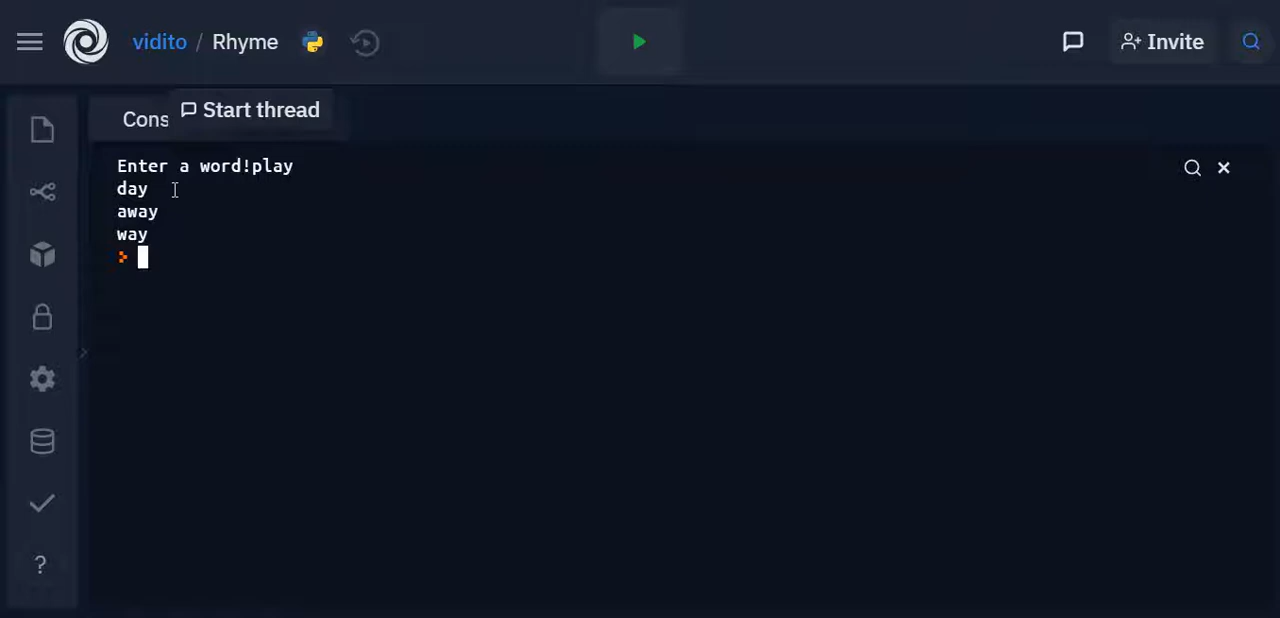 vidito / Rhyme
Invite
Cons
Start thread
Enter a word!play
day
away
way
>
?